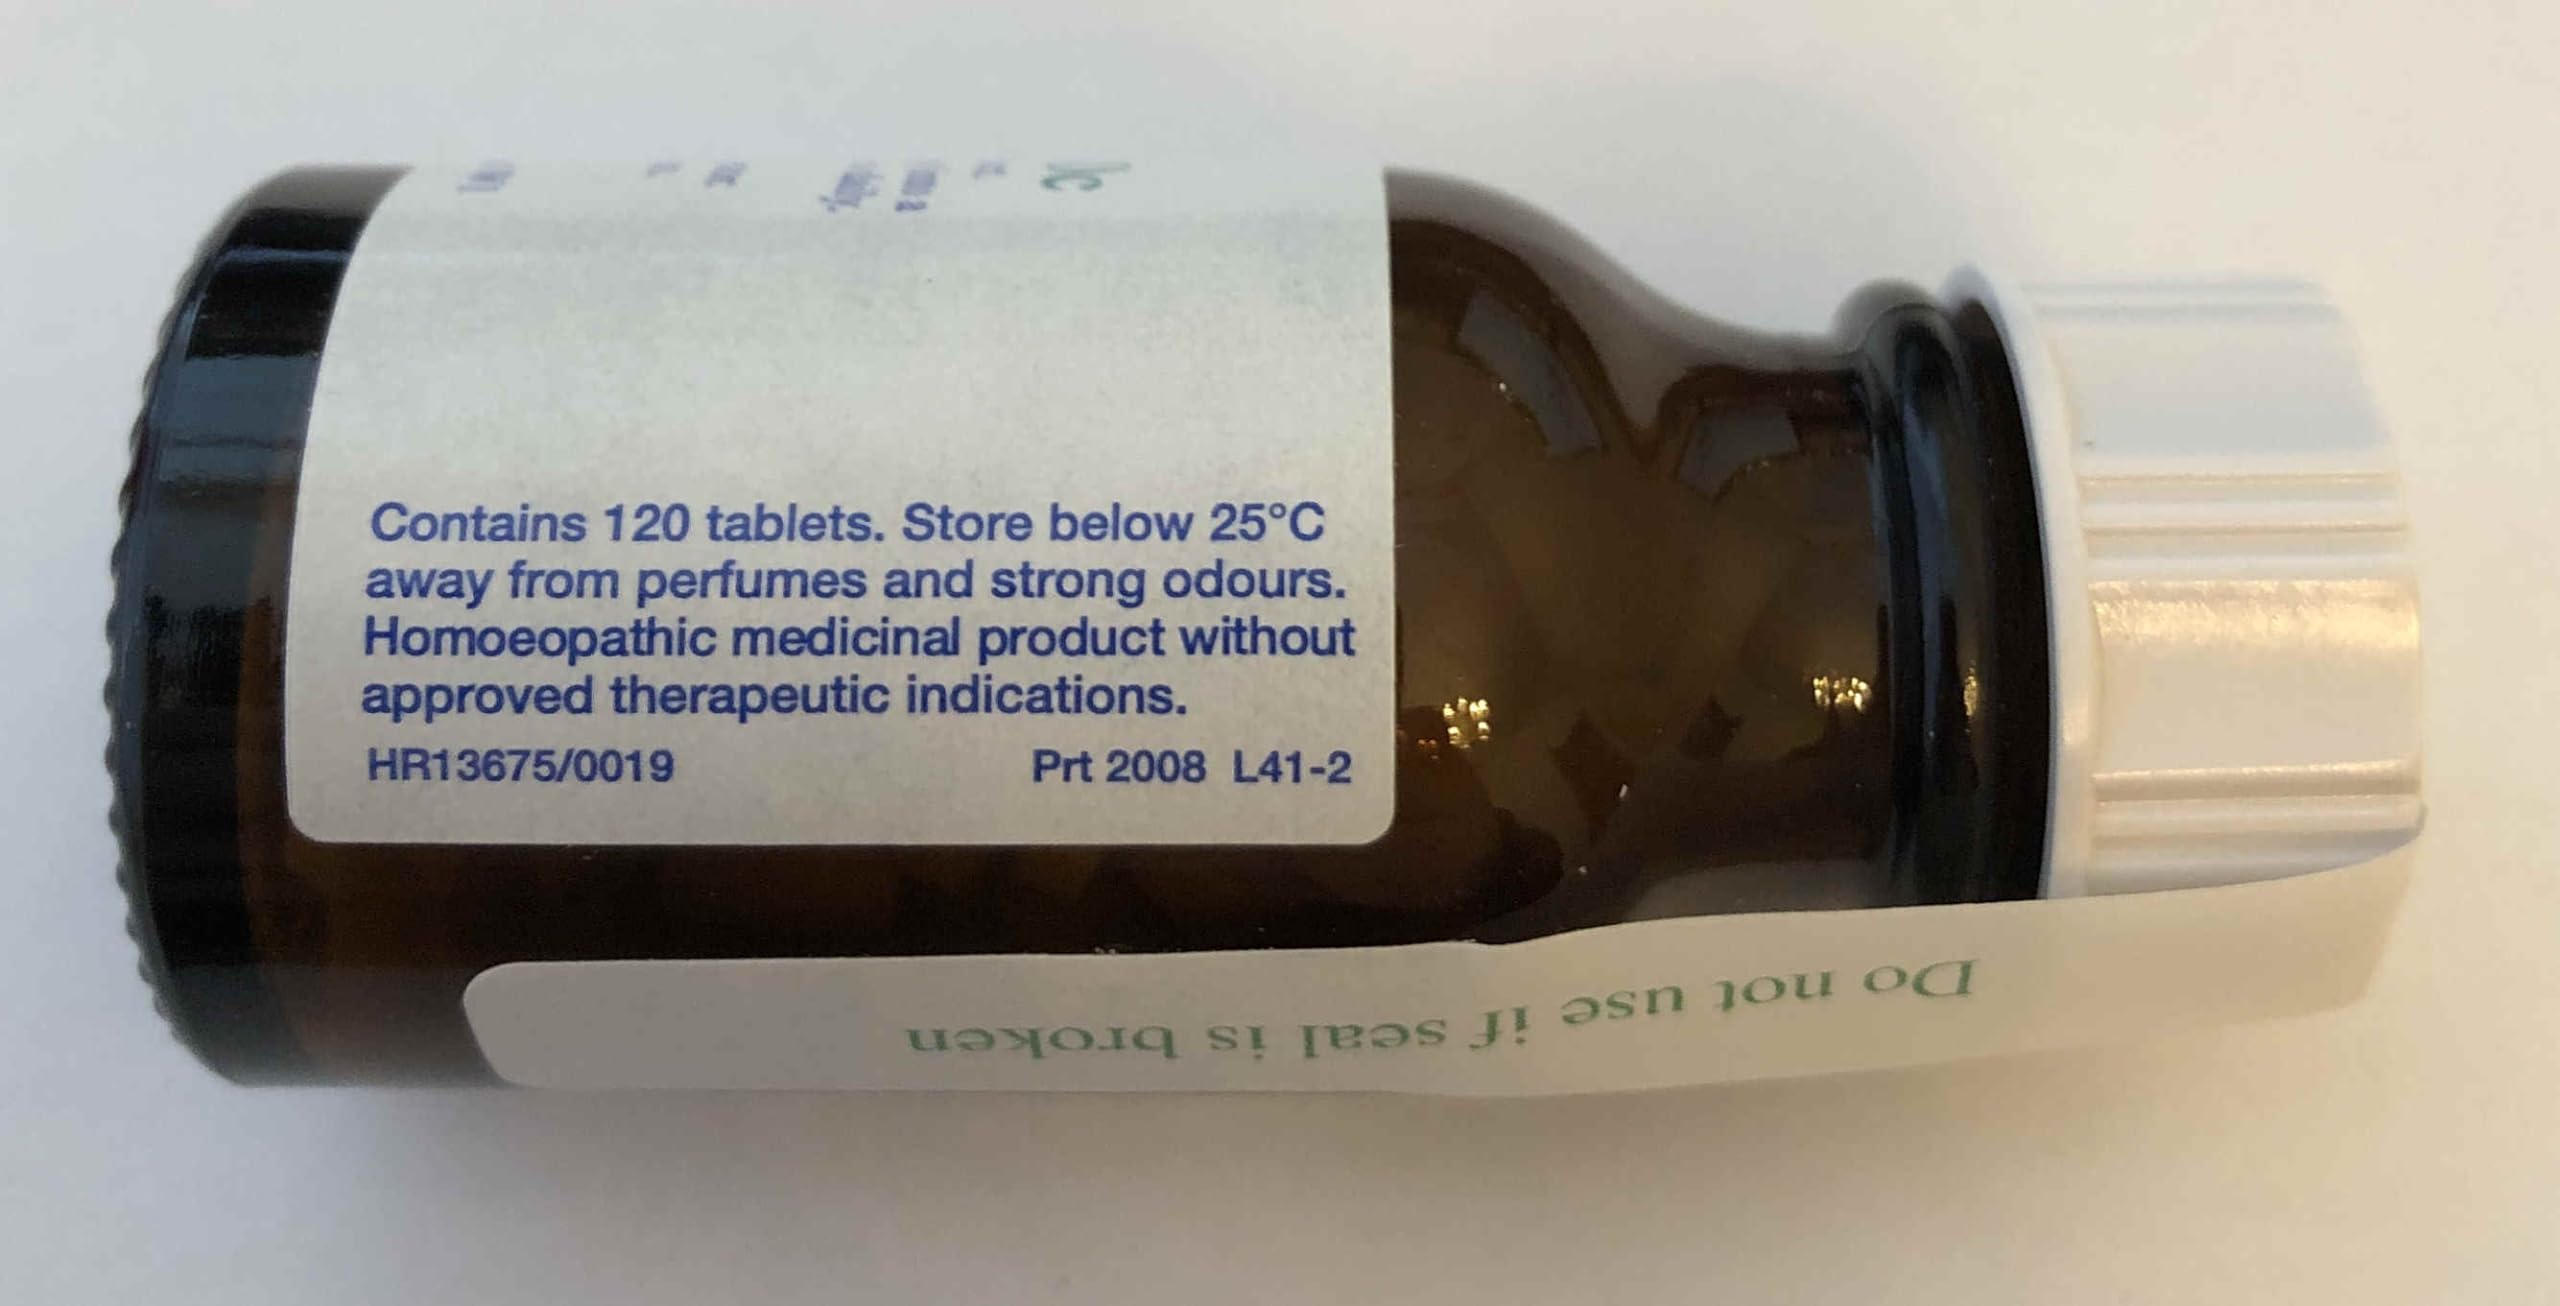 Contains 120 tablets. Store below 25°C
away from perfumes and strong odours.
Homoeopathic medicinal product without
approved therapeutic indications.
HR13675/0019 Prt 2008 L41-2
Do not use if seal is broken